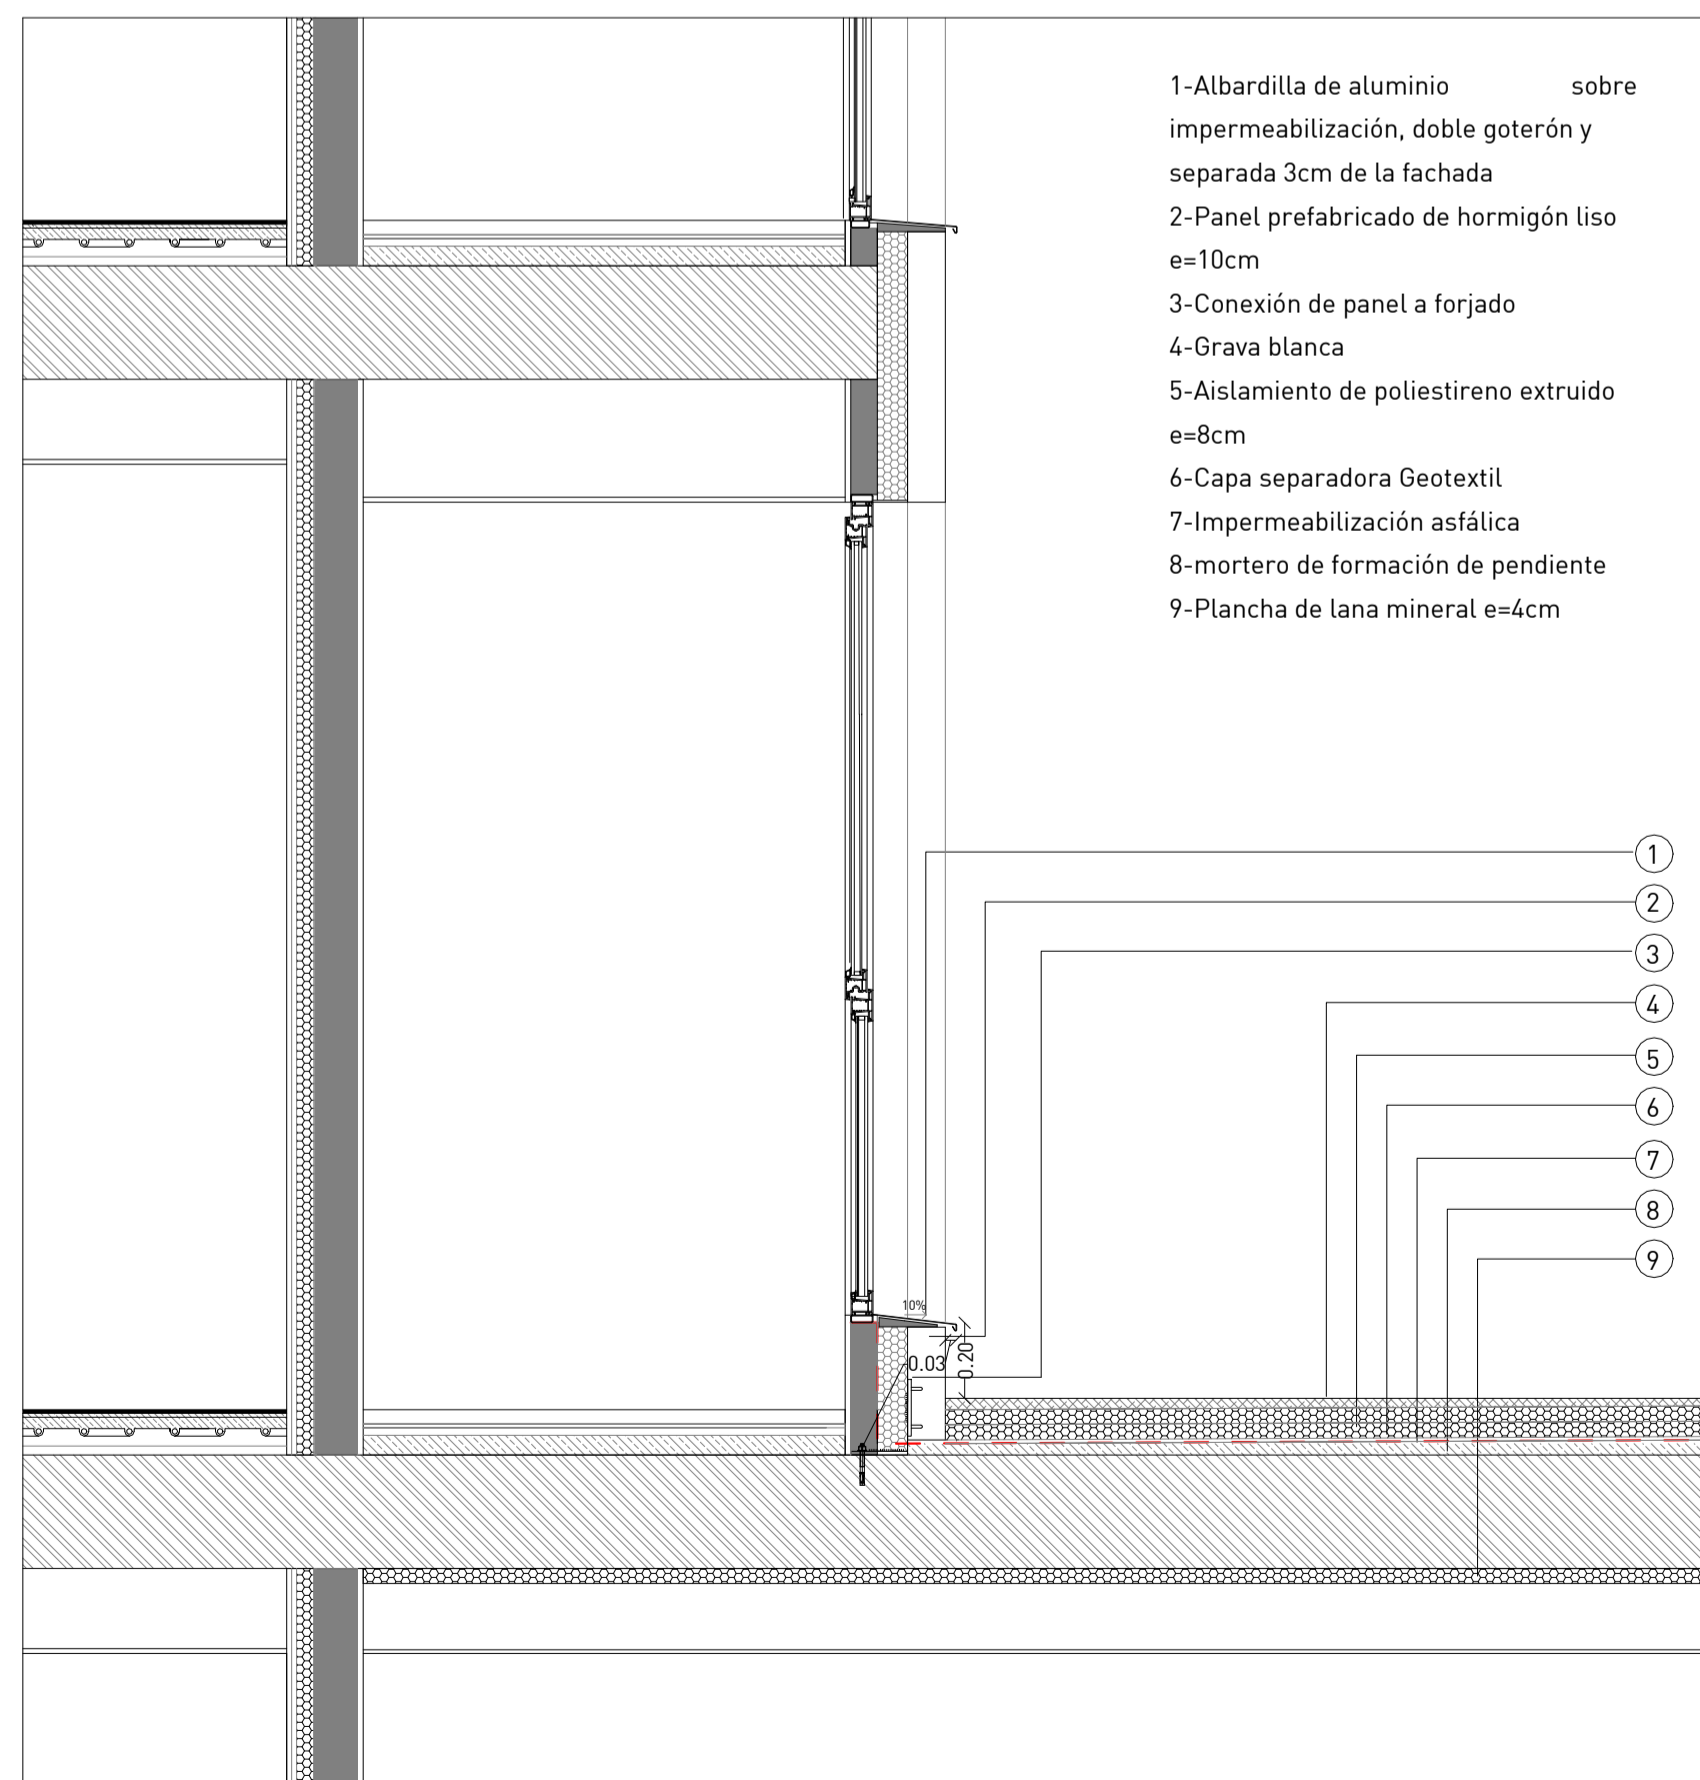 1-Albardilla de aluminio sobre
impermeabilización, doble goterón y
separada 3cm de la fachada
2-Panel prefabricado de hormigón liso
e=10cm
3-Conexión de panel a forjado
4-Grava blanca
5-Aislamiento de poliestireno extruido
e=8cm
6-Capa separadora Geotextil
7-Impermeabilización asfálica
8-mortero de formación de pendiente
9-Plancha de lana mineral e=4cm
1
2
3
4
5
6
7
8
9
10%
0.03
0.20